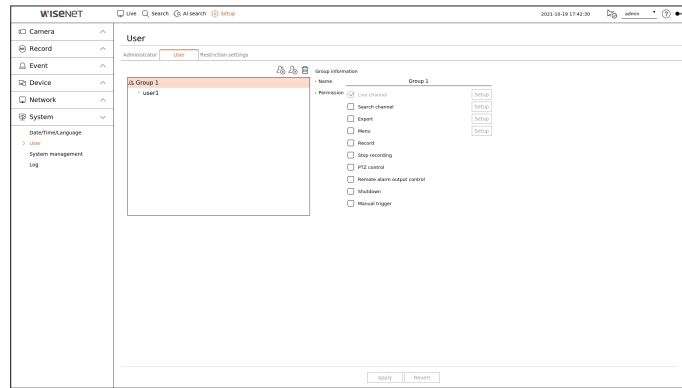 WISENET
Live Search AI search Setup
2021-10-19 17:42:30 admin ?
Camera
Record
Event
Device
Network
System
Date/Time/Language
> User
System management
Log
User
Administrator User Restriction settings
Group 1
user1
Group information
Name Group 1
Permission Live channel Setup
Search channel Setup
Export Setup
Menu Setup
Record
Stop recording
PTZ control
Remote alarm output control
Shutdown
Manual trigger
Apply Revert